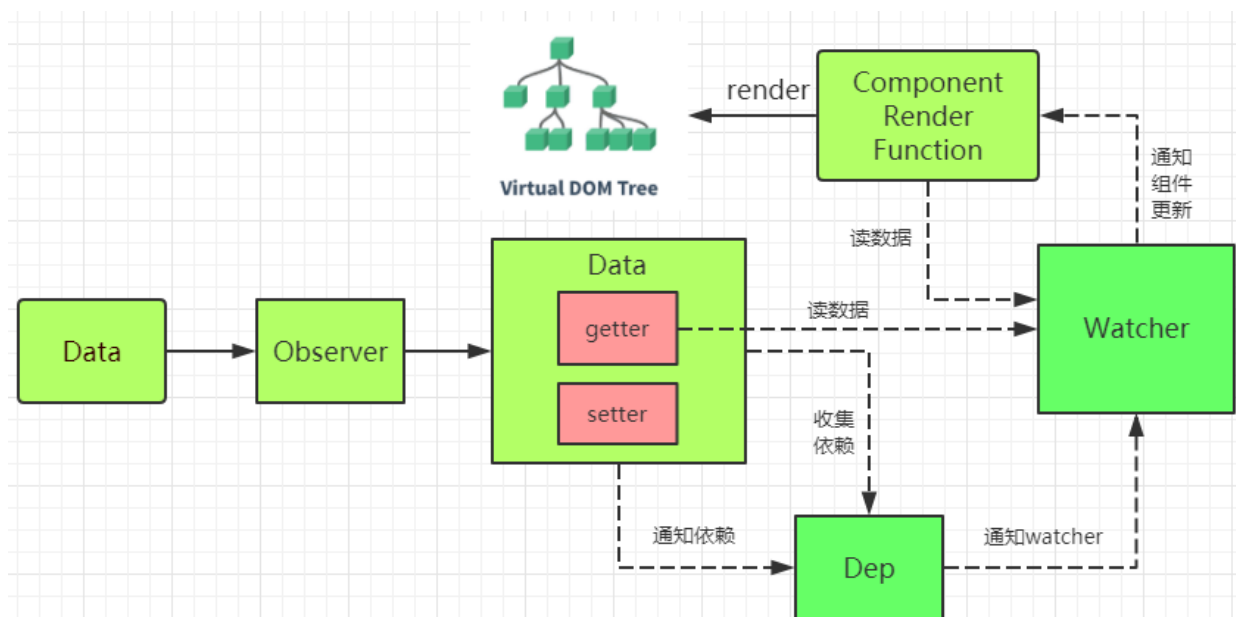 render
Component
Render
Function
通知
组件
更新
Virtual DOM Tree
读数据
Data
getter
读数据
Watcher
Data
Observer
setter
收集
依赖
通知依赖
通知watcher
Dep